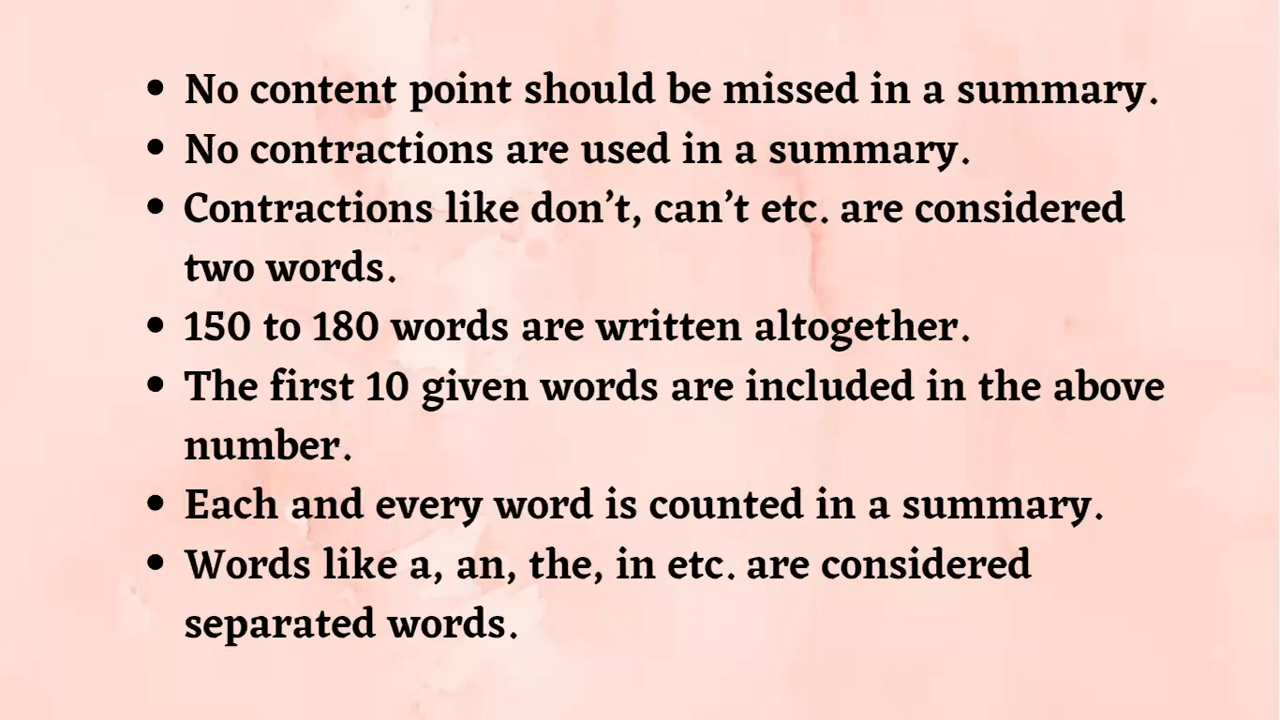 • No content point should be missed in a summary.
• No contractions are used in a summary.
• Contractions like don’t, can’t etc. are considered
two words.
• 150 to 180 words are written altogether.
• The first 10 given words are included in the above
number.
• Each and every word is counted in a summary.
• Words like a, an, the, in etc. are considered
separated words.